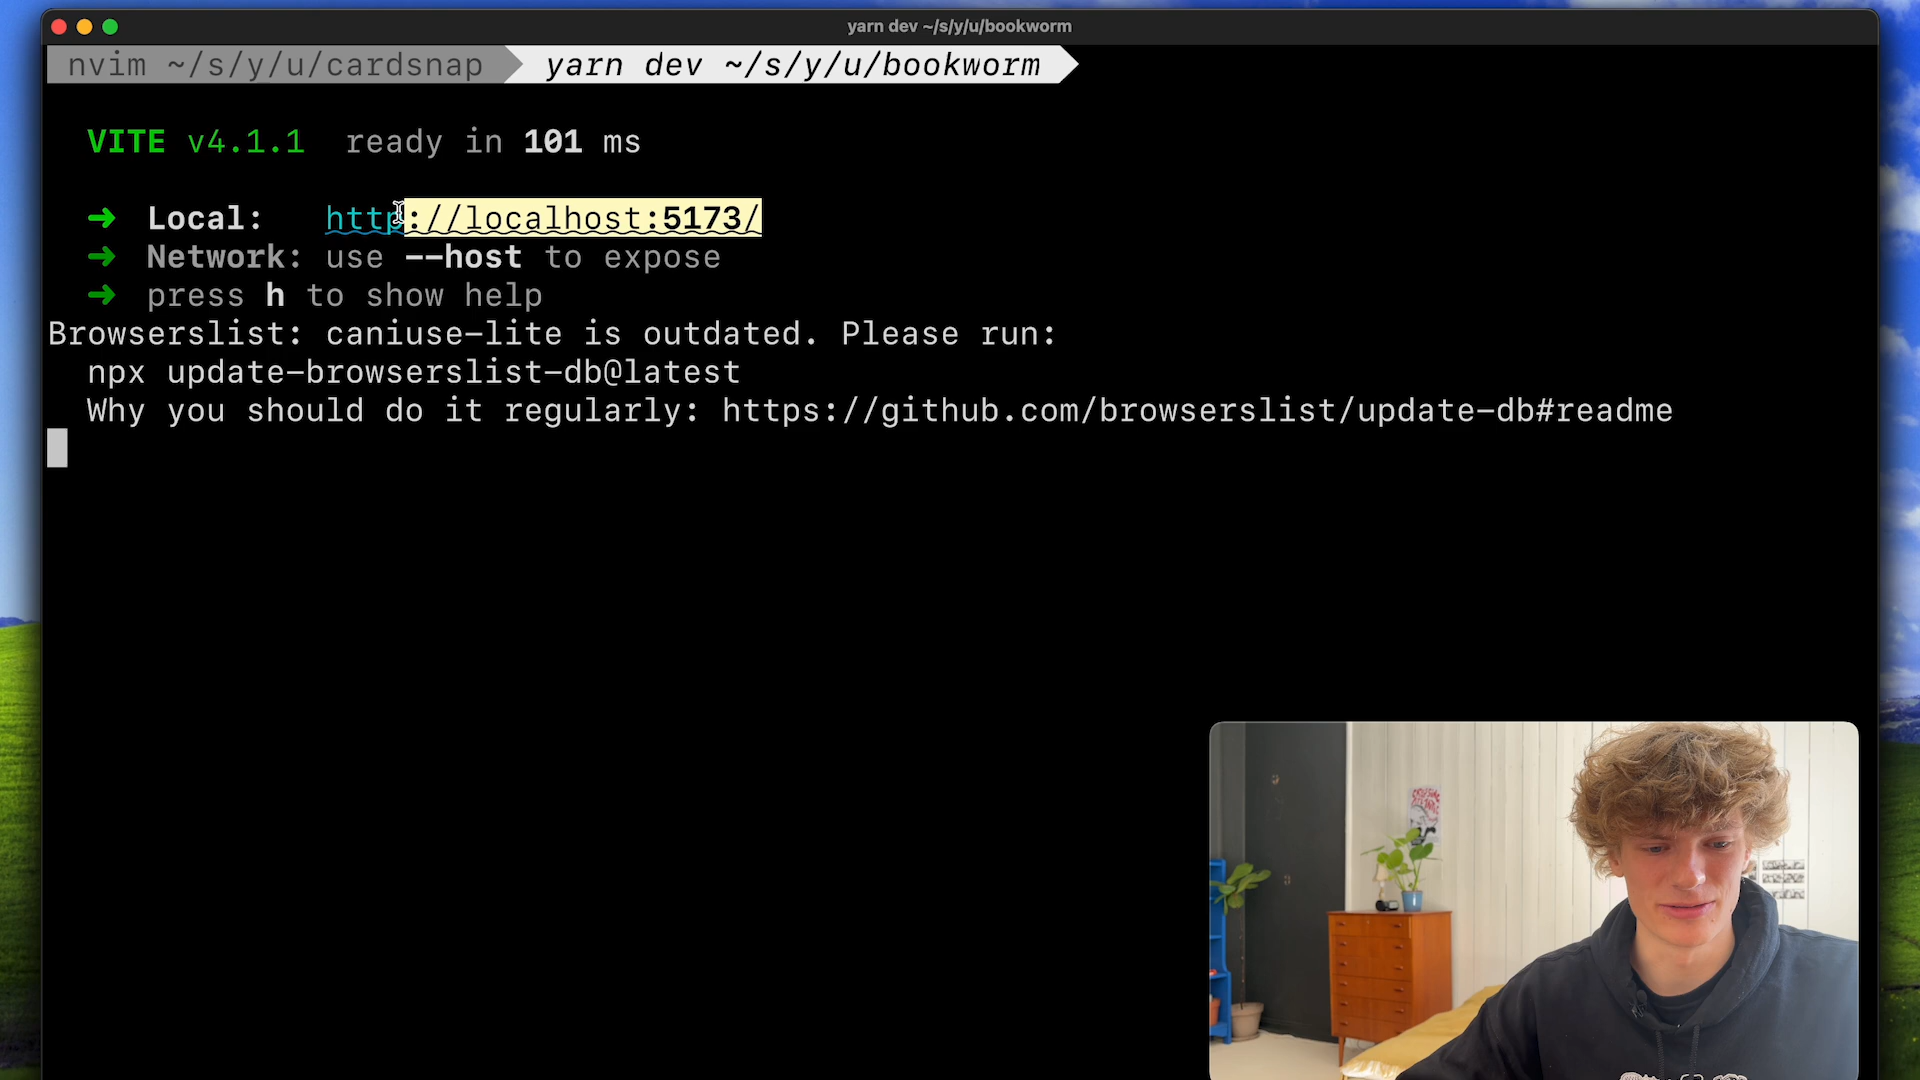 yarn dev ~/s/y/u/bookworm
nvim ~/s/y/u/cardsnap
yarn dev ~/s/y/u/bookworm
VITE v4.1.1 ready in 101 ms
➜ Local: http://localhost:5173/
➜ Network: use --host to expose
➜ press h to show help
Browserslist: caniuse-lite is outdated. Please run:
npx update-browserslist-db@latest
Why you should do it regularly: https://github.com/browserslist/update-db#readme